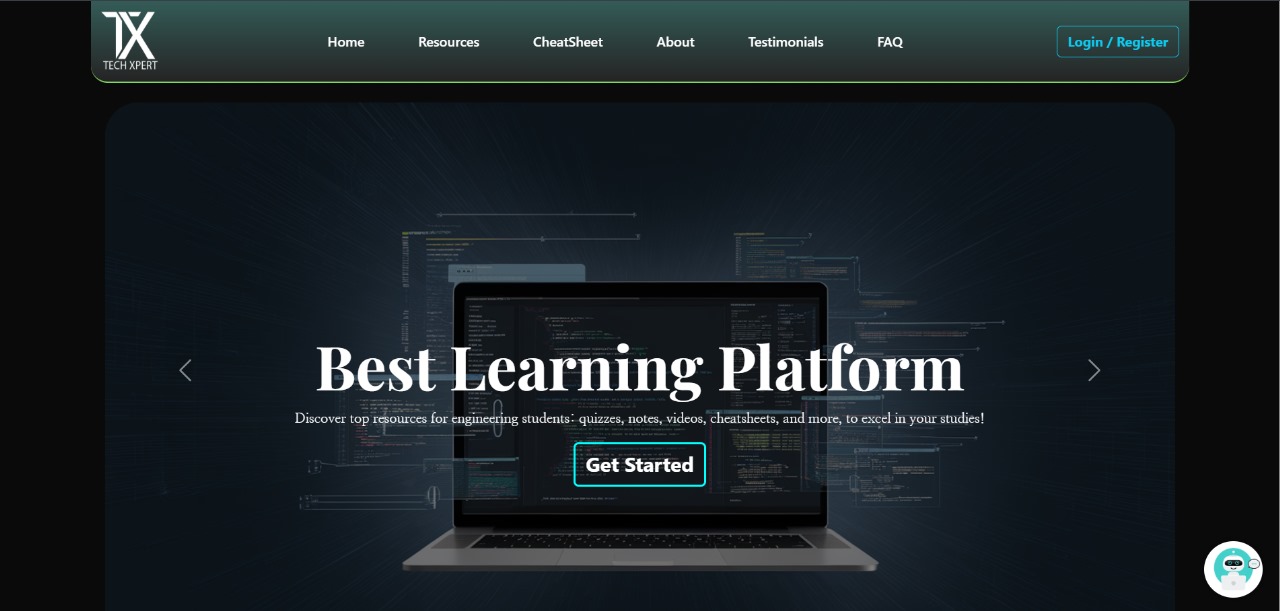 TX
TECH XPERT
Home
Resources
CheatSheet
About
Testimonials
FAQ
Login / Register
Best Learning Platform
Discover top resources for engineering students: quizzes, notes, videos, cheatsheets, and more, to excel in your studies!
Get Started